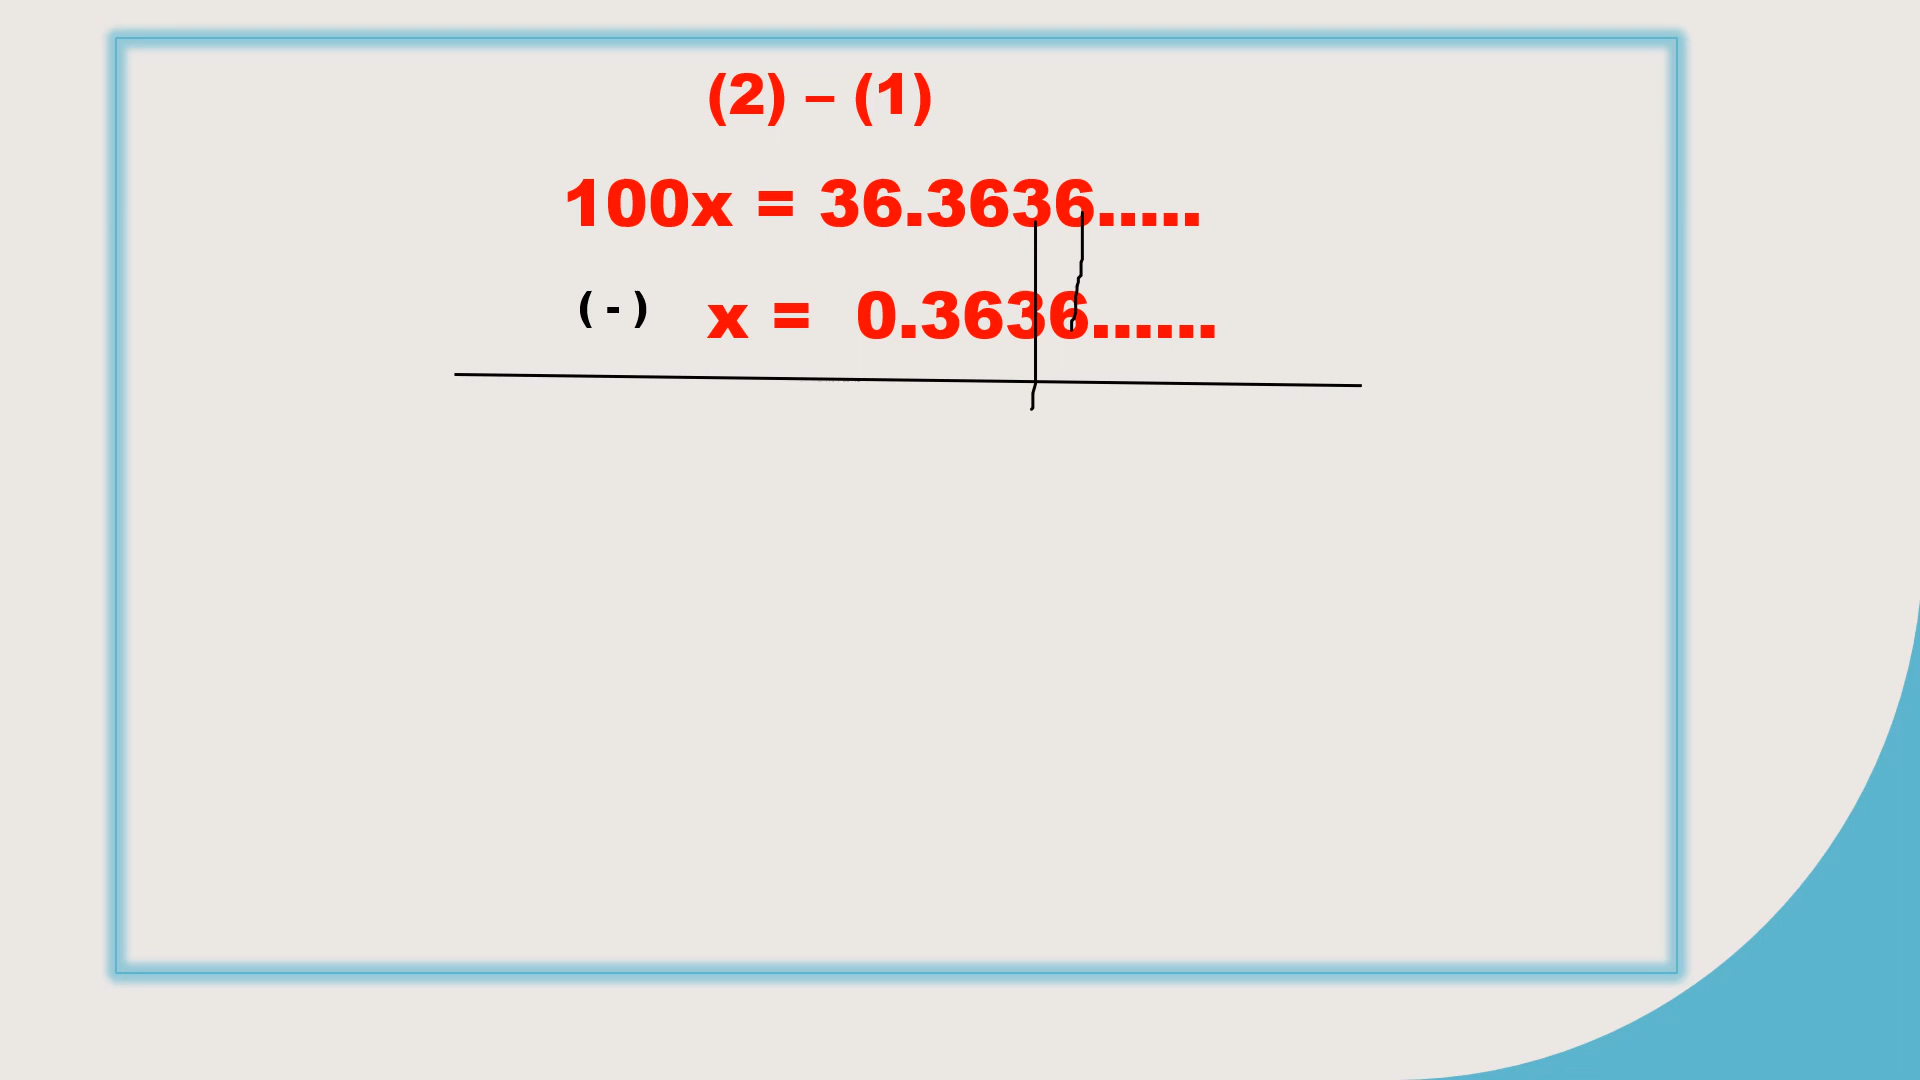 (2) – (1)
100x = 36.3636.....
( - ) x = 0.3636......